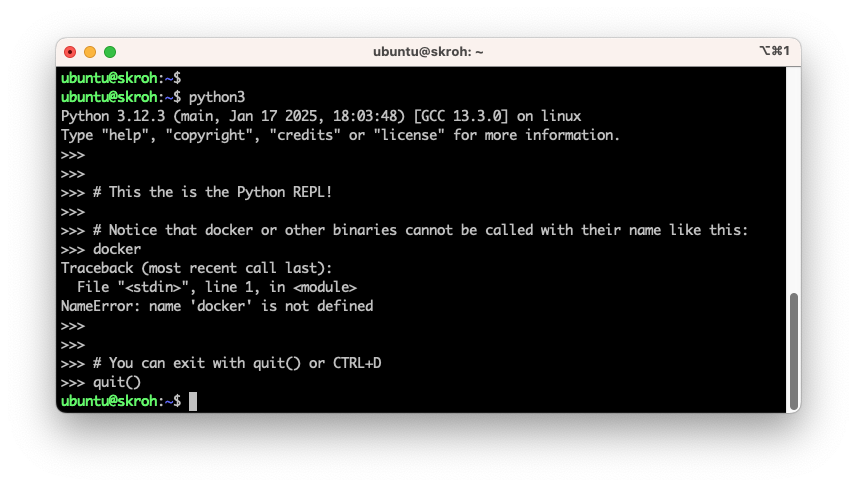 ubuntu@skroh: ~
⌥⌘1
ubuntu@skroh:~$
ubuntu@skroh:~$ python3
Python 3.12.3 (main, Jan 17 2025, 18:03:48) [GCC 13.3.0] on linux
Type "help", "copyright", "credits" or "license" for more information.
>>>
>>>
>>> # This the is the Python REPL!
>>>
>>> # Notice that docker or other binaries cannot be called with their name like this:
>>> docker
Traceback (most recent call last):
  File "<stdin>", line 1, in <module>
NameError: name 'docker' is not defined
>>>
>>>
>>> # You can exit with quit() or CTRL+D
>>> quit()
ubuntu@skroh:~$